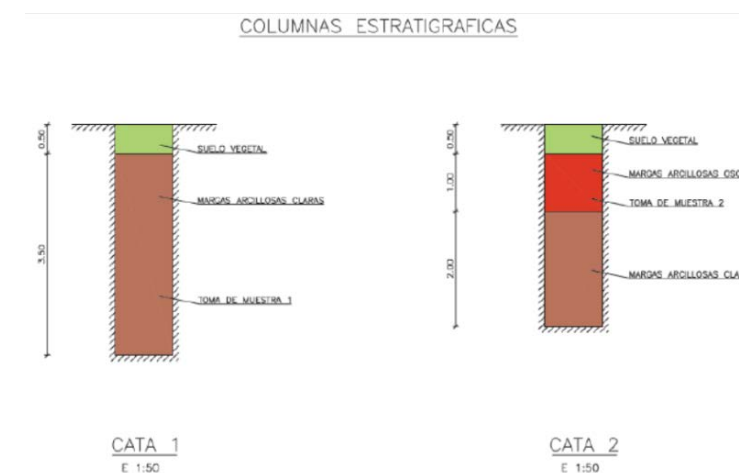 COLUMNAS ESTRATIGRAFICAS
0.50
SUELO VEGETAL
MARGAS ARCILLOSAS CLARAS
3.50
TOMA DE MUESTRA 1
CATA 1
E 1:50
0.50
SUELO VEGETAL
1.00
MARGAS ARCILLOSAS OSC
TOMA DE MUESTRA 2
2.00
MARGAS ARCILLOSAS CLA
CATA 2
E 1:50